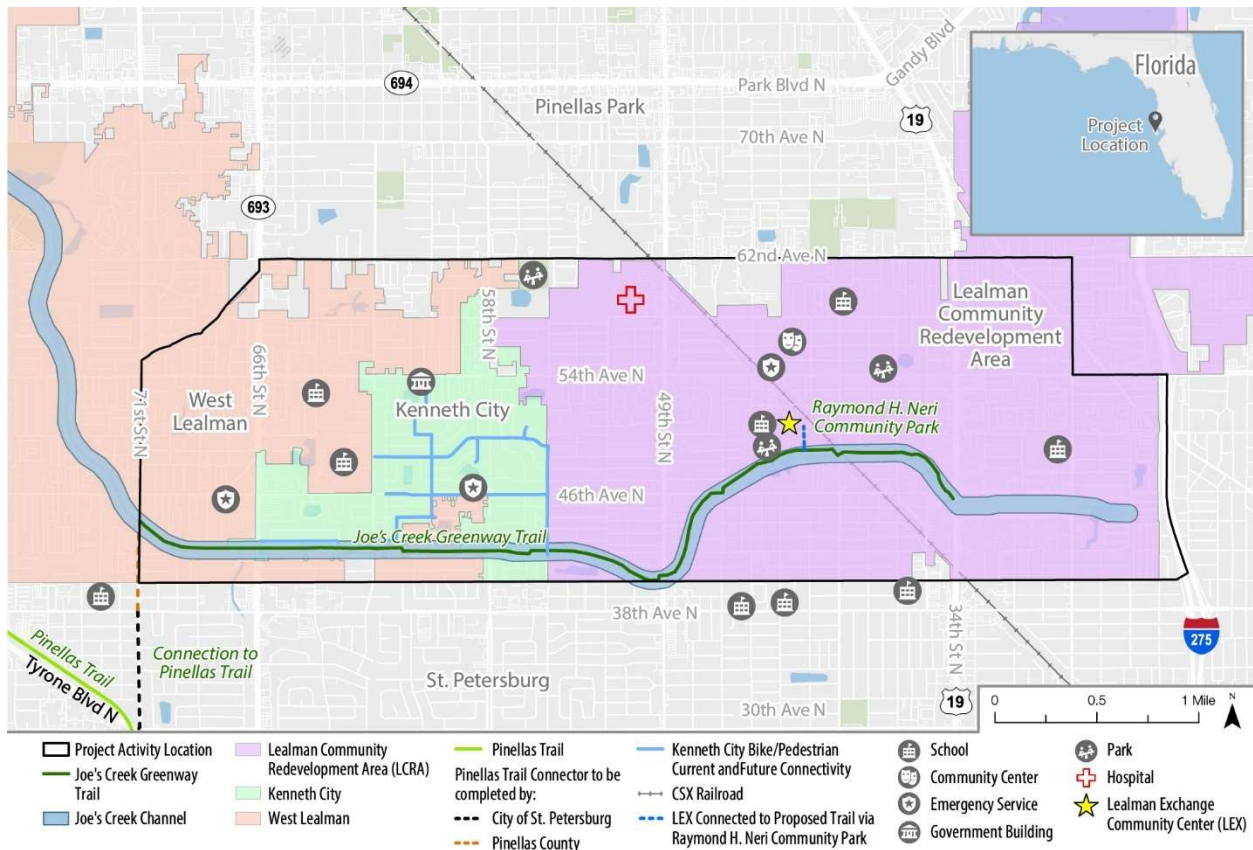 694
Park Blvd N
Gandy Blvd
Pinellas Park
19
70th Ave N
693
62nd Ave N
Florida
Project
Location
58th St N
Lealman
Community
Redevelopment
Area
66th St N
54th Ave N
West
Lealman
Kenneth City
71st St N
49th St N
Raymond H. Neri
Community Park
46th Ave N
Joe's Creek Greenway Trail
38th Ave N
34th St N
275
Pinellas Trail
Tyrone Blvd N
Connection to
Pinellas Trail
St. Petersburg
30th Ave N
19
0 0.5 1 Mile
N
Project Activity Location
Joe's Creek Greenway
Trail
Joe's Creek Channel
Lealman Community
Redevelopment Area (LCRA)
Kenneth City
West Lealman
Pinellas Trail
Pinellas Trail Connector to be
completed by:
City of St. Petersburg
Pinellas County
Kenneth City Bike/Pedestrian
Current andFuture Connectivity
CSX Railroad
LEX Connected to Proposed Trail via
Raymond H. Neri Community Park
School
Community Center
Emergency Service
Government Building
Park
Hospital
Lealman Exchange
Community Center (LEX)